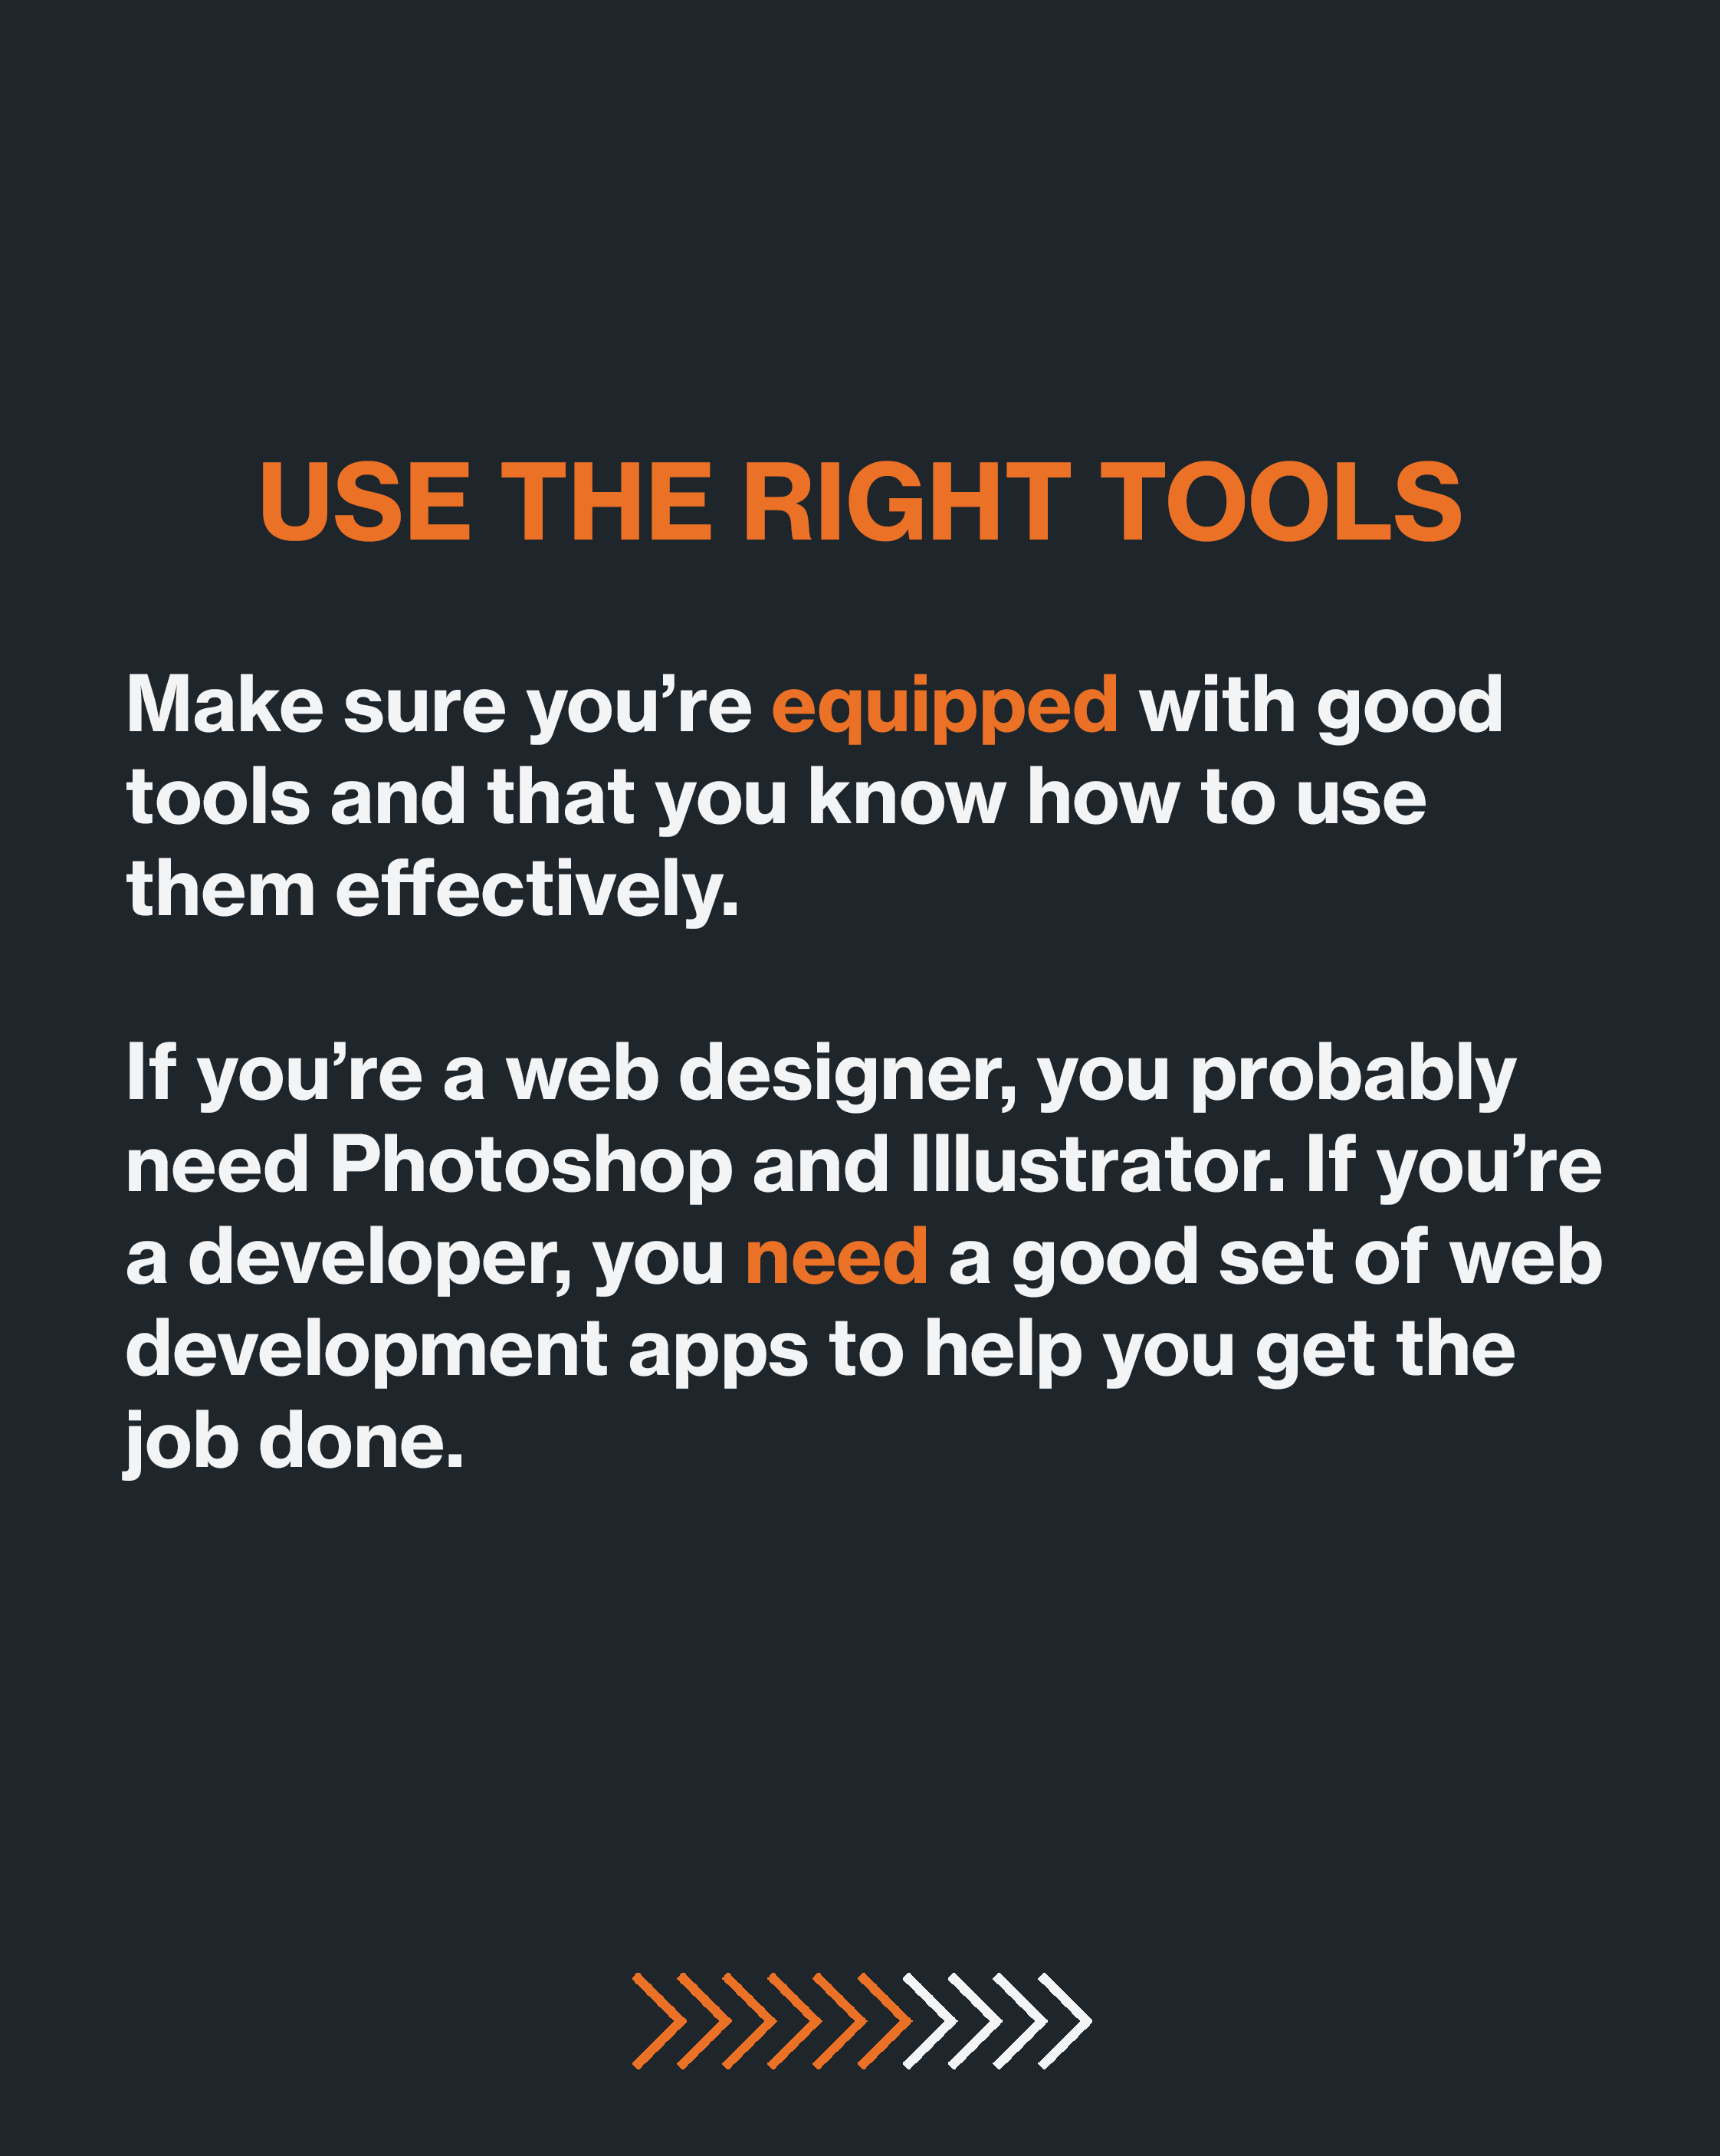 USE THE RIGHT TOOLS
Make sure you’re equipped with good
tools and that you know how to use
them effectively.
If you’re a web designer, you probably
need Photoshop and Illustrator. If you’re
a developer, you need a good set of web
development apps to help you get the
job done.